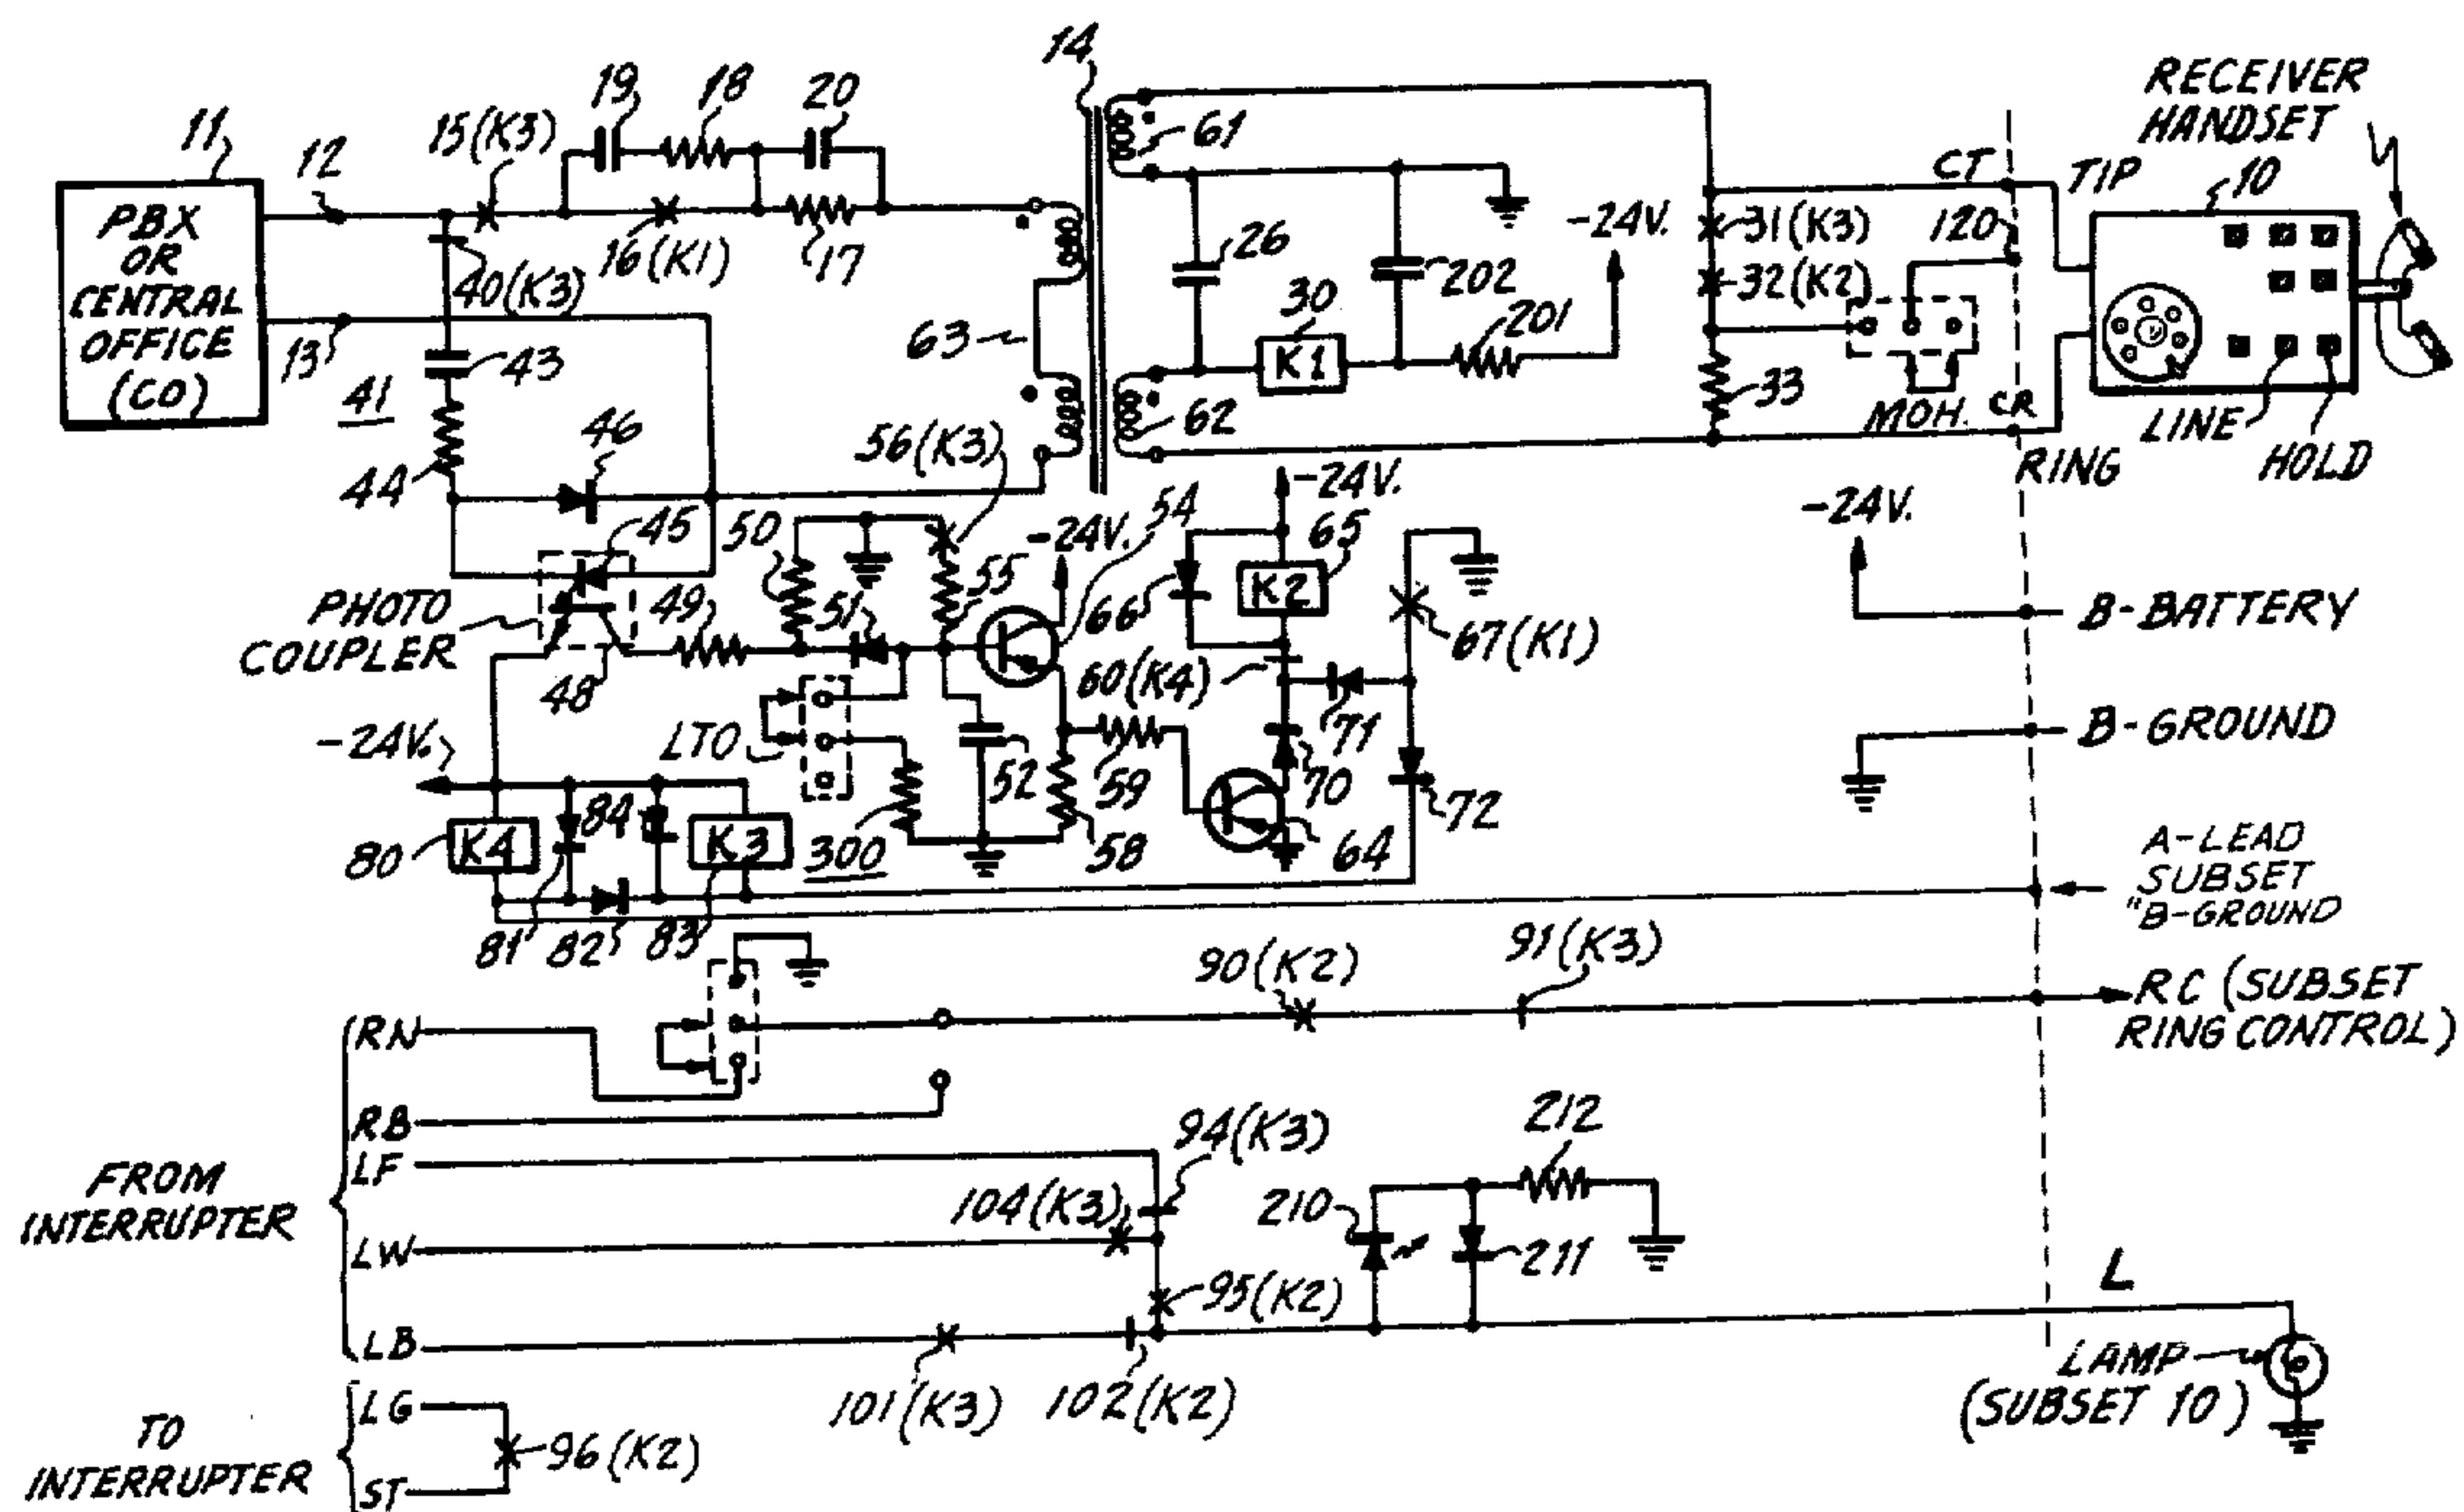 14
RECEIVER
HANDSET
11
12
15(K3)
19
18
20
61
CT
TIP
10
PBX
OR
CENTRAL
OFFICE
(CO)
40(K3)
16(K1)
17
26
202
-24V.
31(K3)
120
32(K2)
13
43
63
30
K1
201
33
41
44
46
56(K3)
62
MOH.
CR
LINE
HOLD
RING
-24V.
45
50
-24V.
54
65
K2
-24V.
PHOTO
COUPLER
49
51
55
66
67(K1)
B-BATTERY
48
60(K4)
-24V.
LTO
52
59
71
70
72
B-GROUND
80
K4
84
K3
300
58
64
A-LEAD
SUBSET
"B-GROUND
81
82
83
90(K2)
91(K3)
RC (SUBSET
RING CONTROL)
RN
RB
LF
94(K3)
212
FROM
INTERRUPTER
104(K3)
210
211
LW
95(K2)
L
LB
101(K3)
102(K2)
LAMP
(SUBSET 10)
TO
INTERRUPTER
LG
96(K2)
ST